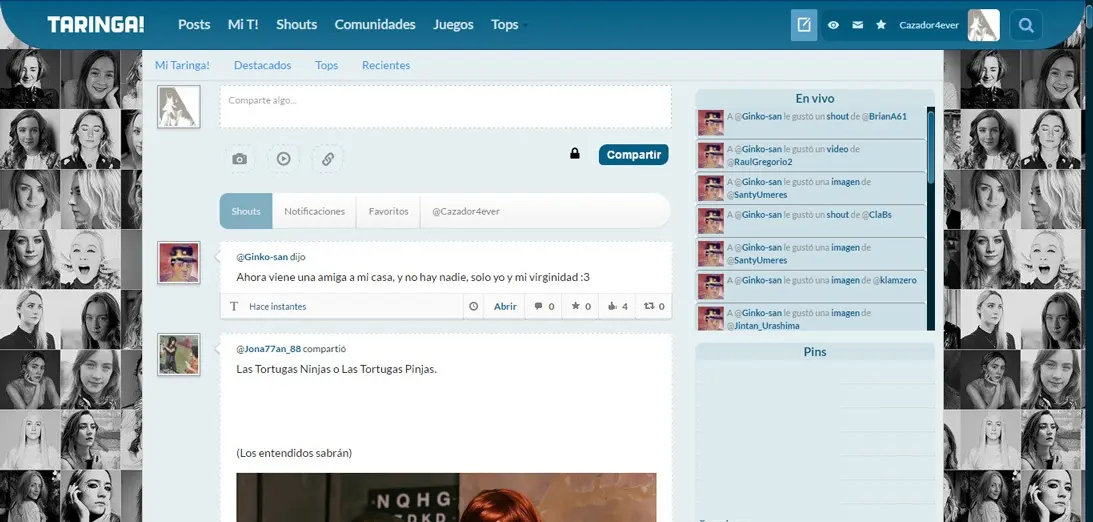 TARINGA! Posts Mi T! Shouts Comunidades Juegos Tops Cazador4ever
Mi Taringa! Destacados Tops Recientes
Comparte algo...
Compartir
Shouts Notificaciones Favoritos @Cazador4ever
@Ginko-san dijo
Ahora viene una amiga a mi casa, y no hay nadie, solo yo y mi virginidad :3
T Hace instantes Abrir 0 0 4 0
@Jona77an_88 compartió
Las Tortugas Ninjas o Las Tortugas Pinjas.
(Los entendidos sabrán)
NQHG
En vivo
A @Ginko-san le gustó un shout de @BrianA61
A @Ginko-san le gustó un video de
@RaulGregorio2
A @Ginko-san le gustó una imagen de
@SantyUmeres
A @Ginko-san le gustó un shout de @ClaBs
A @Ginko-san le gustó una imagen de
@SantyUmeres
A @Ginko-san le gustó una imagen de @klamzero
A @Ginko-san le gustó una imagen de
@Jintan_Urashima
Pins